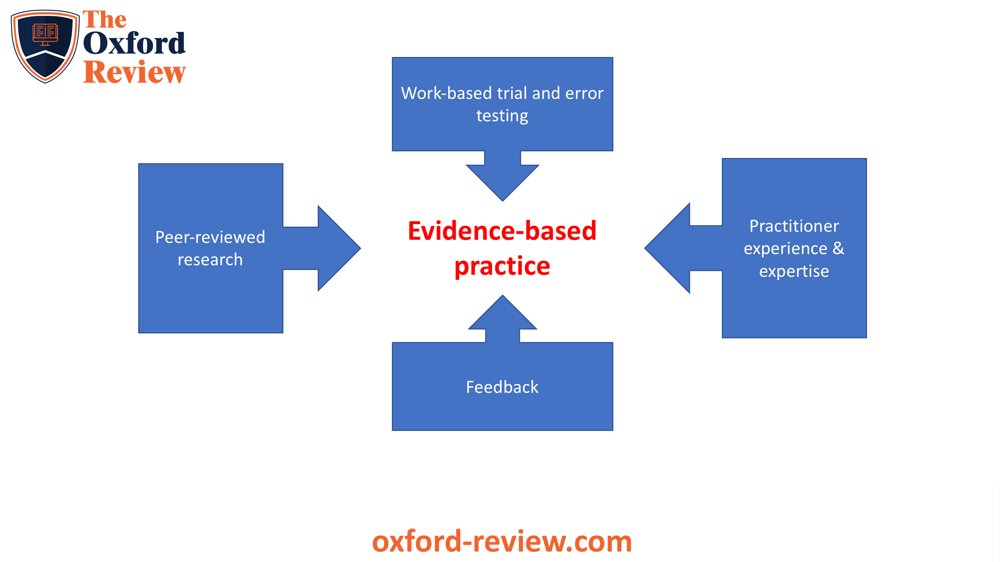 The
Oxford
Review
Work-based trial and error
testing
Peer-reviewed
research
Evidence-based
practice
Practitioner
experience &
expertise
Feedback
oxford-review.com